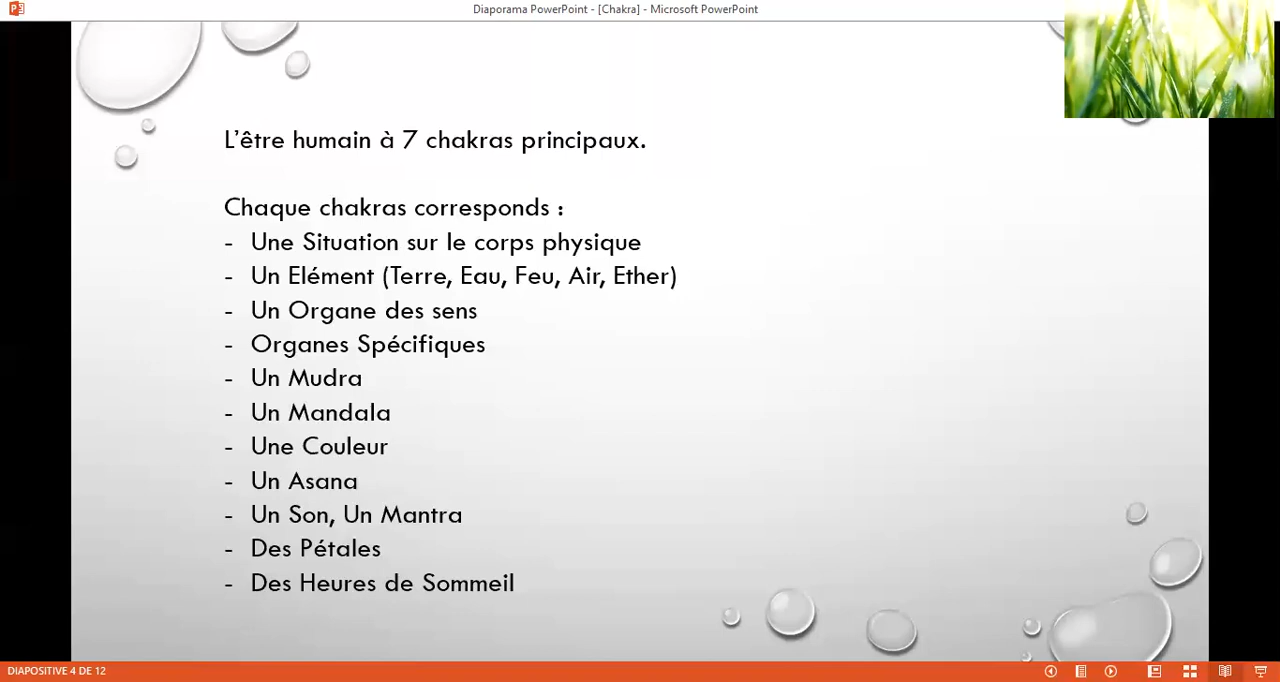 Diaporama PowerPoint - [Chakra] - Microsoft PowerPoint
L'être humain à 7 chakras principaux.
Chaque chakras corresponds :
- Une Situation sur le corps physique
- Un Elément (Terre, Eau, Feu, Air, Ether)
- Un Organe des sens
- Organes Spécifiques
- Un Mudra
- Un Mandala
- Une Couleur
- Un Asana
- Un Son, Un Mantra
- Des Pétales
- Des Heures de Sommeil
DIAPOSITIVE 4 DE 12